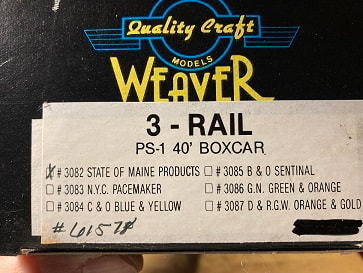 Quality Craft
MODELS
WEAVER
3 - RAIL
PS-1 40' BOXCAR
# 3082 STATE OF MAINE PRODUCTS # 3085 B & O SENTINAL
# 3083 N.Y.C. PACEMAKER # 3086 G.N. GREEN & ORANGE
# 3084 C & O BLUE & YELLOW # 3087 D & R.G.W. ORANGE & GOLD